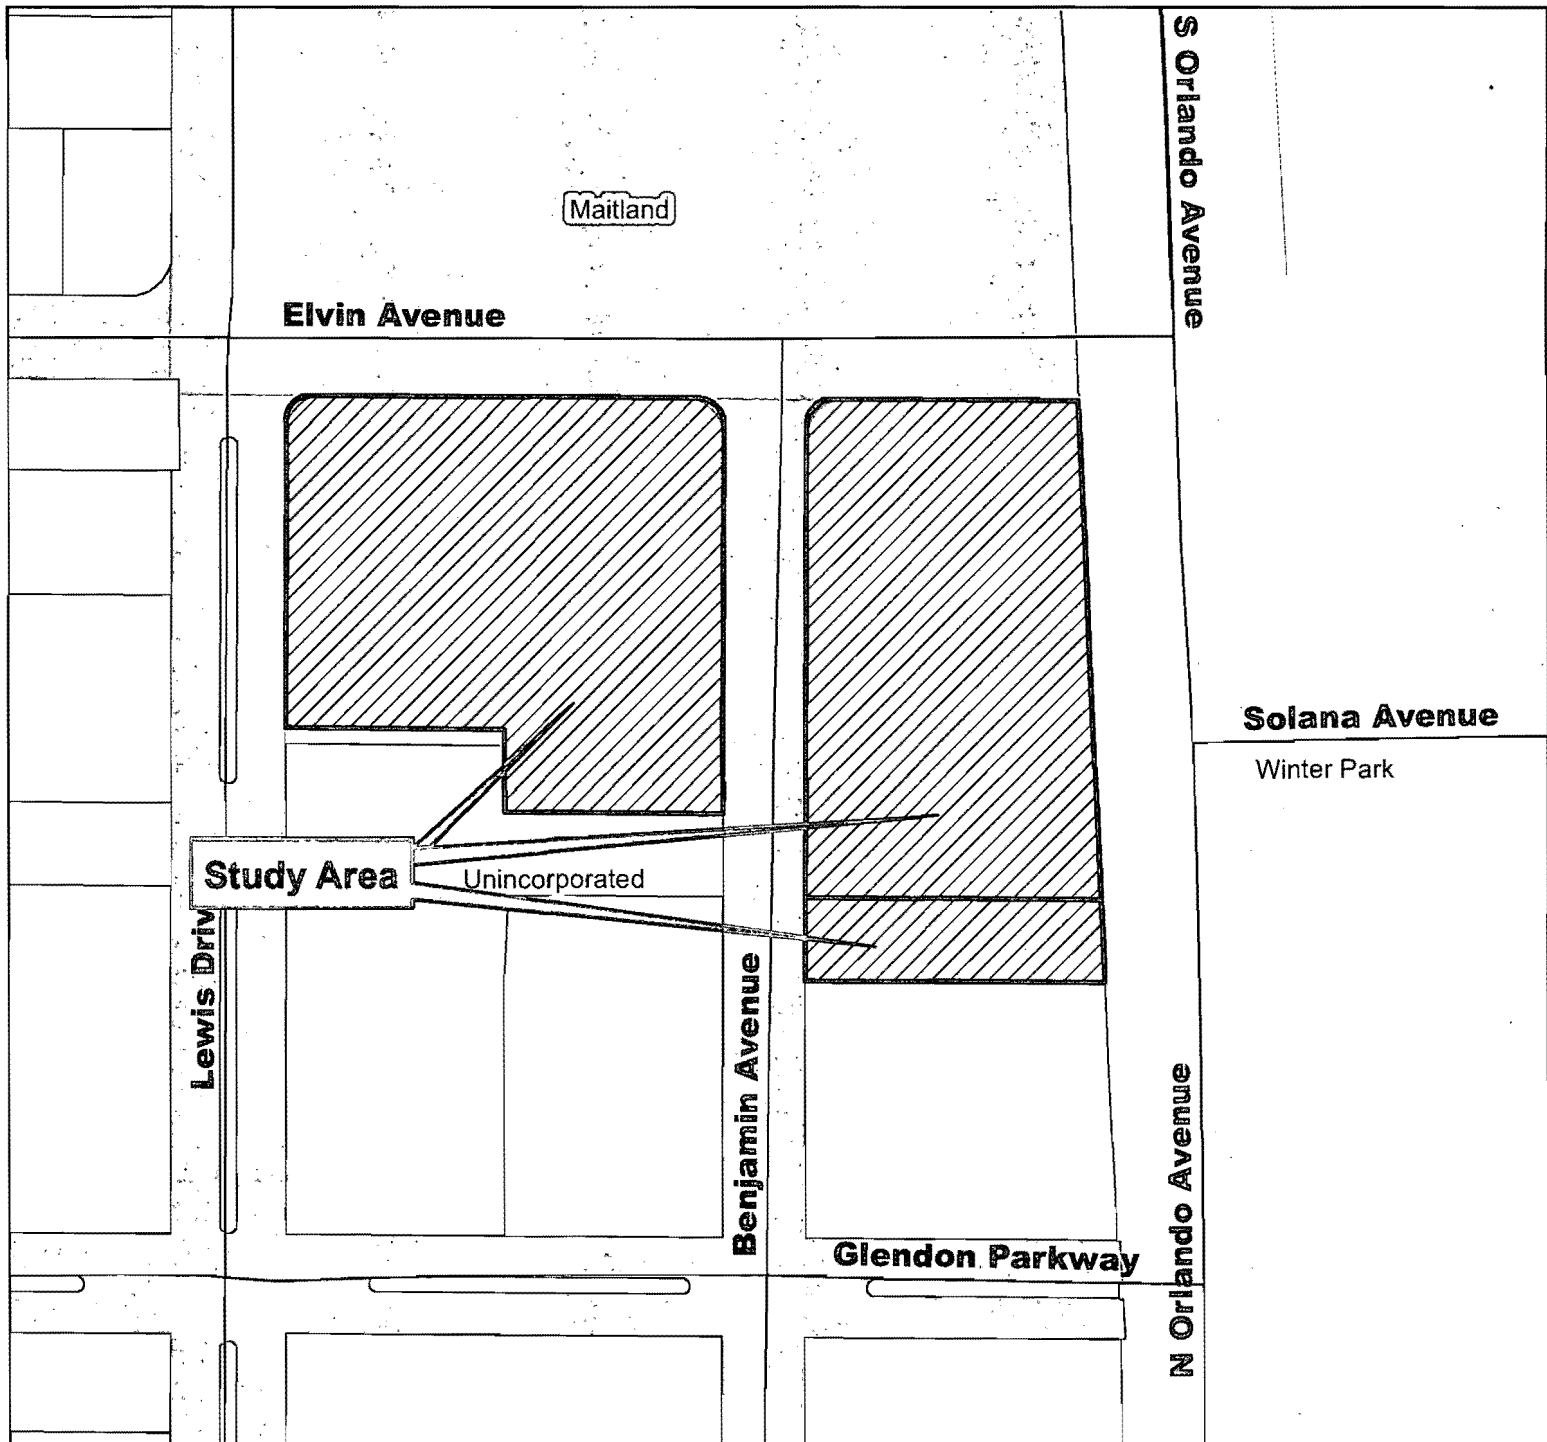 S Orlando Avenue
Maitland
Elvin Avenue
Solana Avenue
Winter Park
Study Area
Unincorporated
Lewis Driv
Benjamin Avenue
Glendon Parkway
N Orlando Avenue